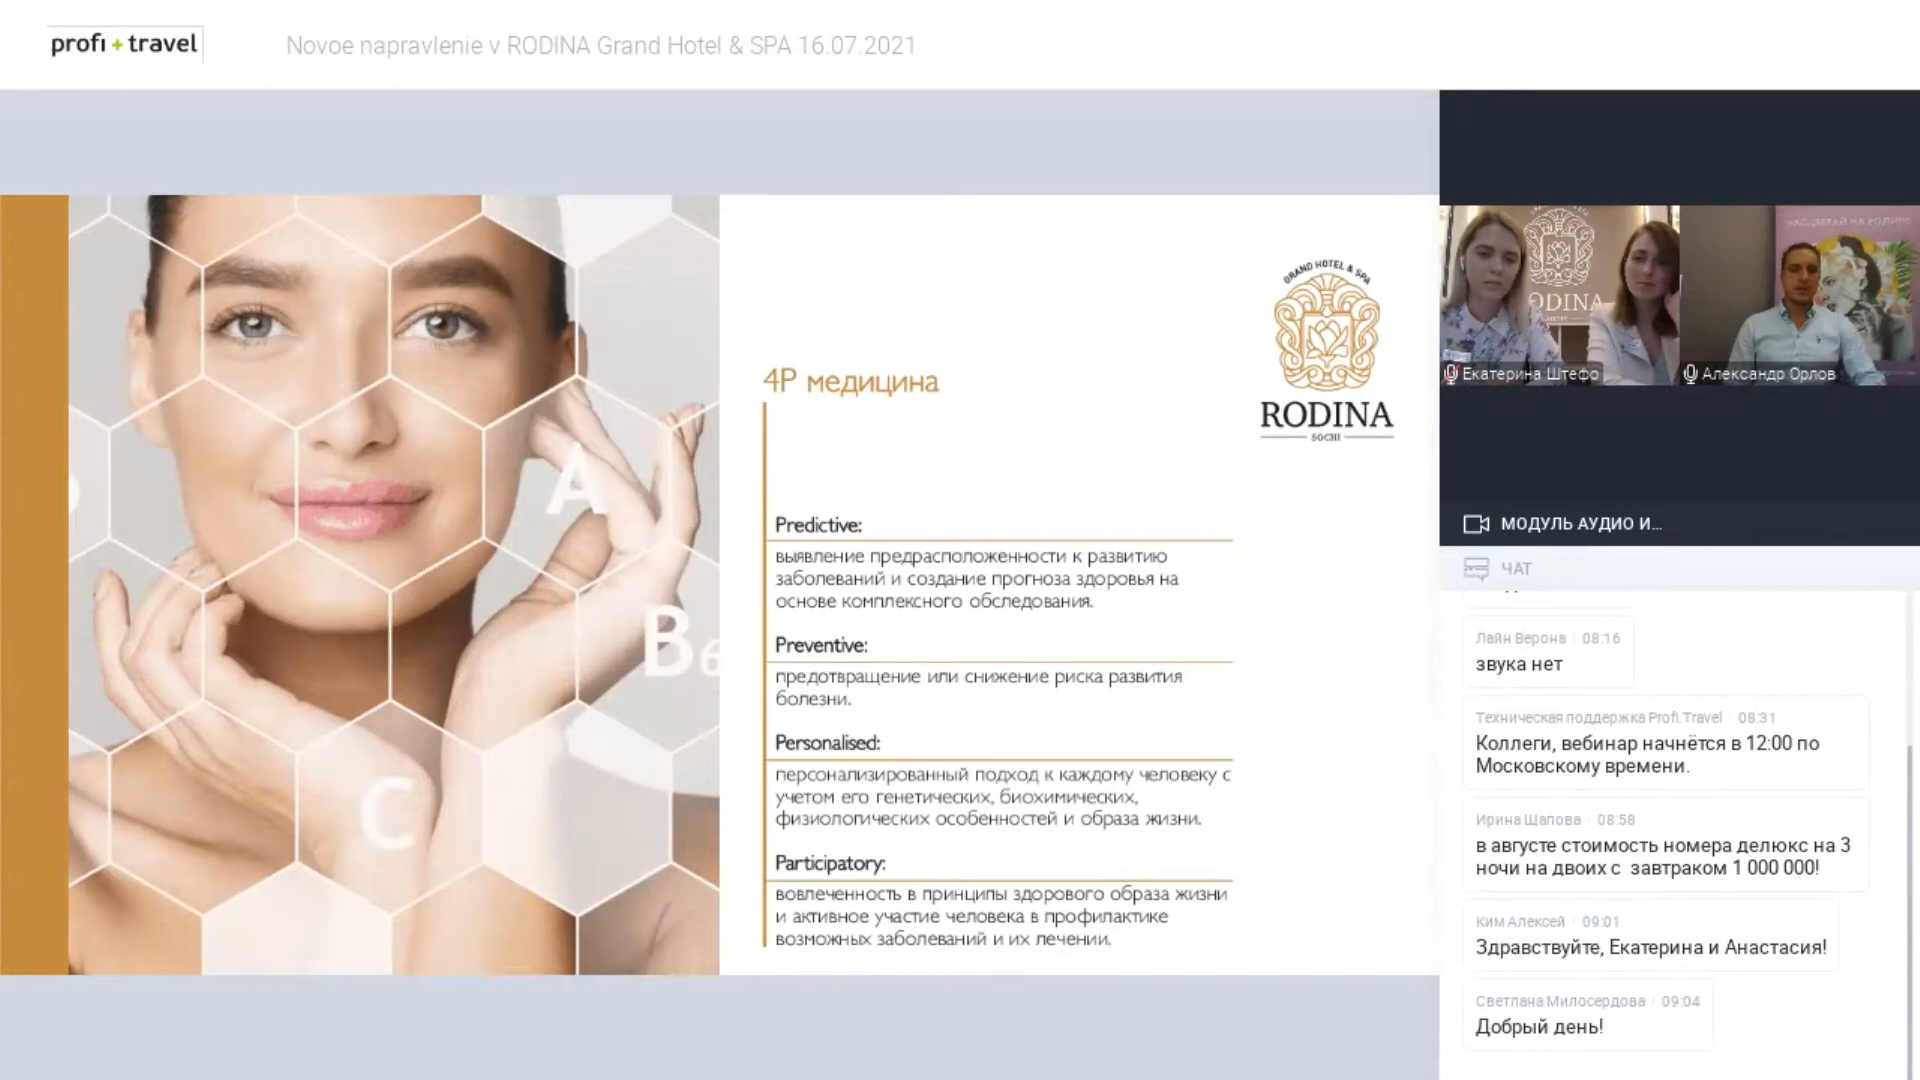 profi + travel
Novoe napravlenie v RODINA Grand Hotel & SPA 16.07.2021
GRAND HOTEL & SPA
RODINA
SOCHI
4P медицина
Predictive:
выявление предрасположенности к развитию
заболеваний и создание прогноза здоровья на
основе комплексного обследования.
Preventive:
предотвращение или снижение риска развития
болезни.
Personalised:
персонализированный подход к каждому человеку с
учетом его генетических, биохимических,
физиологических особенностей и образа жизни.
Participatory:
вовлеченность в принципы здорового образа жизни
и активное участие человека в профилактике
возможных заболеваний и их лечении.
A
B6
C
ODINA
РАСЦВЕТАЙ НА РОДИНЕ
Екатерина Штефо
Александр Орлов
МОДУЛЬ АУДИО И...
ЧАТ
Лайн Верона 08:16
звука нет
Техническая поддержка Profi.Travel 08:31
Коллеги, вебинар начнётся в 12:00 по
Московскому времени.
Ирина Шапова 08:58
в августе стоимость номера делюкс на 3
ночи на двоих с завтраком 1 000 000!
Ким Алексей 09:01
Здравствуйте, Екатерина и Анастасия!
Светлана Милосердова 09:04
Добрый день!